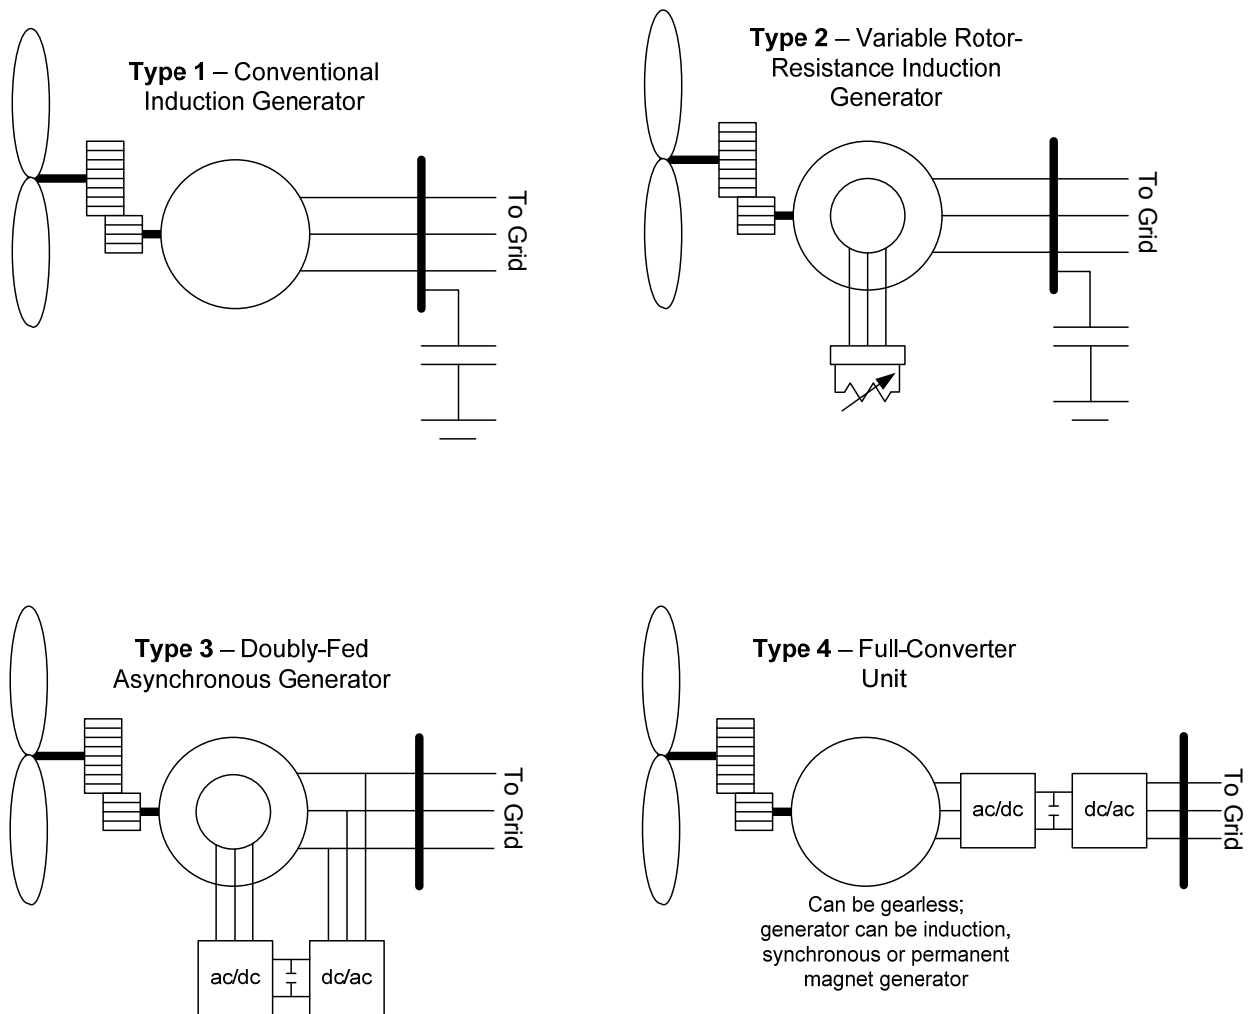 Type 1 – Conventional
Induction Generator
To Grid
Type 2 – Variable Rotor-
Resistance Induction
Generator
To Grid
Type 3 – Doubly-Fed
Asynchronous Generator
To Grid
ac/dc
dc/ac
Type 4 – Full-Converter
Unit
ac/dc
dc/ac
To Grid
Can be gearless;
generator can be induction,
synchronous or permanent
magnet generator